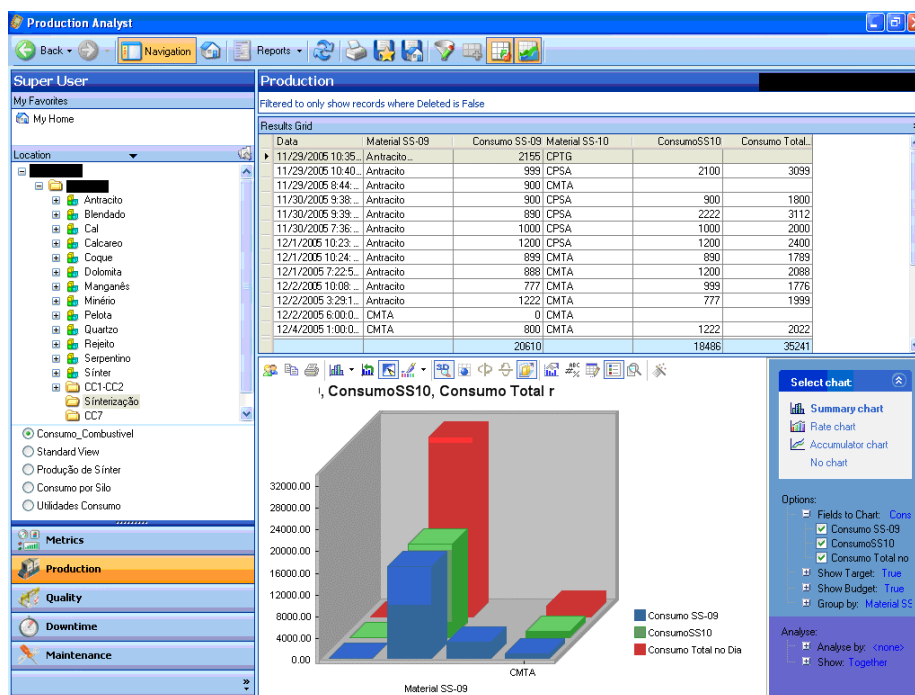 Production Analyst
Back
Navigation
Reports
Super User
My Favorites
My Home
Location
Antracito
Blendado
Cal
Calcareo
Coque
Dolomita
Manganês
Minério
Pelota
Quartzo
Rejeito
Serpentino
Sínter
CC1-CC2
Sínterização
CC7
Consumo_Combustivel
Standard View
Produção de Sínter
Consumo por Silo
Utilidades Consumo
Metrics
Production
Quality
Downtime
Maintenance
Production
Filtered to only show records where Deleted is False
Results Grid
Data Material SS-09 Consumo SS-09 Material SS-10 ConsumoSS10 Consumo Total...
11/29/2005 10:35... Antracito... 2155 CPTG
11/29/2005 10:40... Antracito 999 CPSA 2100 3099
11/29/2005 8:44:... Antracito 900 CMTA
11/30/2005 9:38:... Antracito 900 CPSA 900 1800
11/30/2005 9:39:... Antracito 890 CPSA 2222 3112
11/30/2005 7:36:... Antracito 1000 CPSA 1000 2000
12/1/2005 10:23:... Antracito 1200 CPSA 1200 2400
12/1/2005 10:24:... Antracito 899 CMTA 890 1789
12/1/2005 7:22:5... Antracito 888 CMTA 1200 2088
12/2/2005 10:08:... Antracito 777 CMTA 999 1776
12/2/2005 3:29:1... Antracito 1222 CMTA 777 1999
12/2/2005 6:00:0... CMTA 0 CMTA
12/4/2005 1:00:0... CMTA 800 CMTA 1222 2022
20610 18486 35241
, ConsumoSS10, Consumo Total r
32000.00
28000.00
24000.00
20000.00
16000.00
12000.00
8000.00
4000.00
0.00
CMTA
Material SS-09
Consumo SS-09
ConsumoSS10
Consumo Total no Dia
Select chart:
Summary chart
Rate chart
Accumulator chart
No chart
Options:
Fields to Chart: Cons
Consumo SS-09
ConsumoSS10
Consumo Total no
Show Target: True
Show Budget: True
Group by: Material SS
Analyse:
Analyse by: <none>
Show: Together